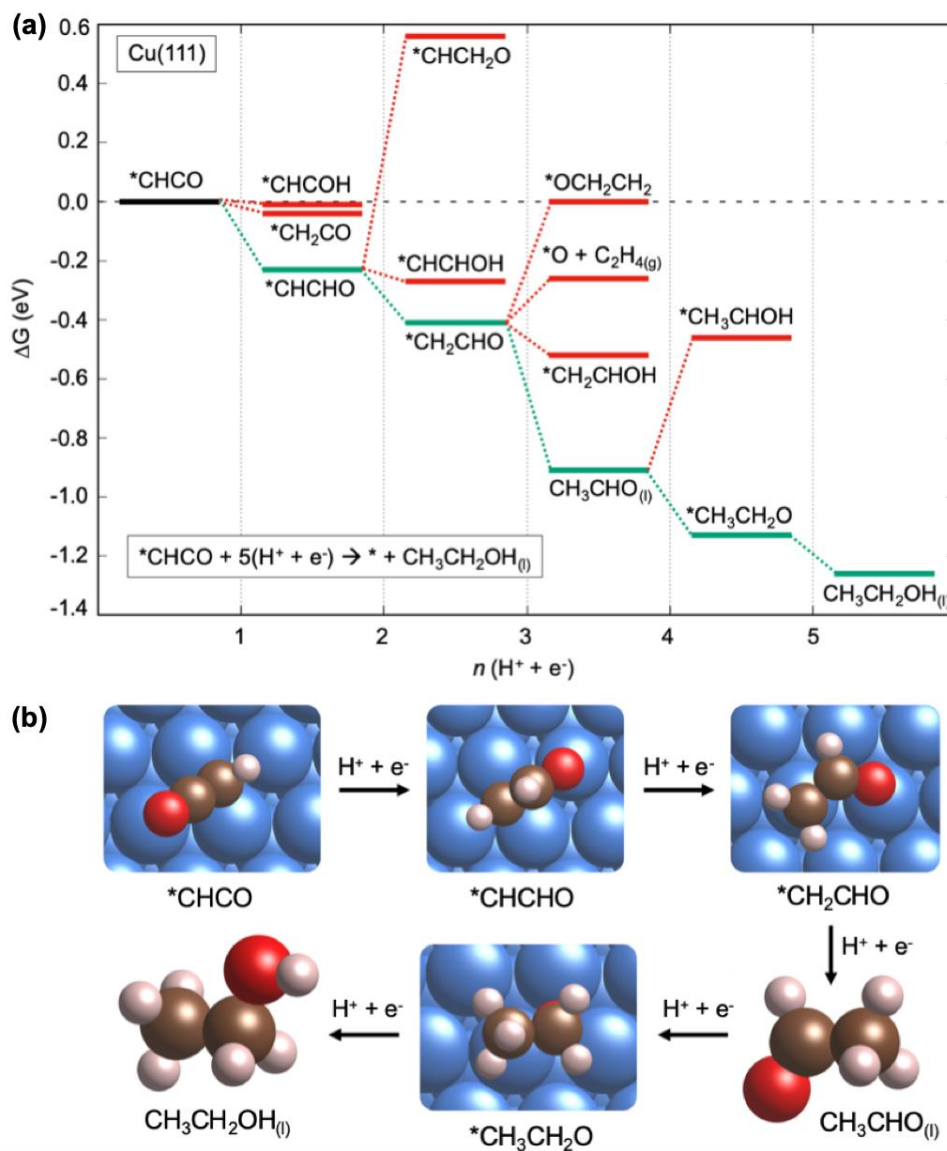 (a)
Cu(111)
0.6
0.4
0.2
0.0
-0.2
-0.4
-0.6
-0.8
-1.0
-1.2
-1.4
ΔG (eV)
*CHCH₂O
*CHCO
*CHCOH
*CH₂CO
*OCH₂CH₂
*CHCHO
*CHCHOH
*O + C₂H₄(g)
*CH₂CHO
*CH₂CHOH
*CH₃CHOH
CH₃CHO(l)
*CH₃CH₂O
CH₃CH₂OH(l)
*CHCO + 5(H⁺ + e⁻) → * + CH₃CH₂OH(l)
1 2 3 4 5
n (H⁺ + e⁻)
(b)
H⁺ + e⁻
H⁺ + e⁻
*CHCO
*CHCHO
*CH₂CHO
H⁺ + e⁻
H⁺ + e⁻
H⁺ + e⁻
CH₃CH₂OH(l)
*CH₃CH₂O
CH₃CHO(l)